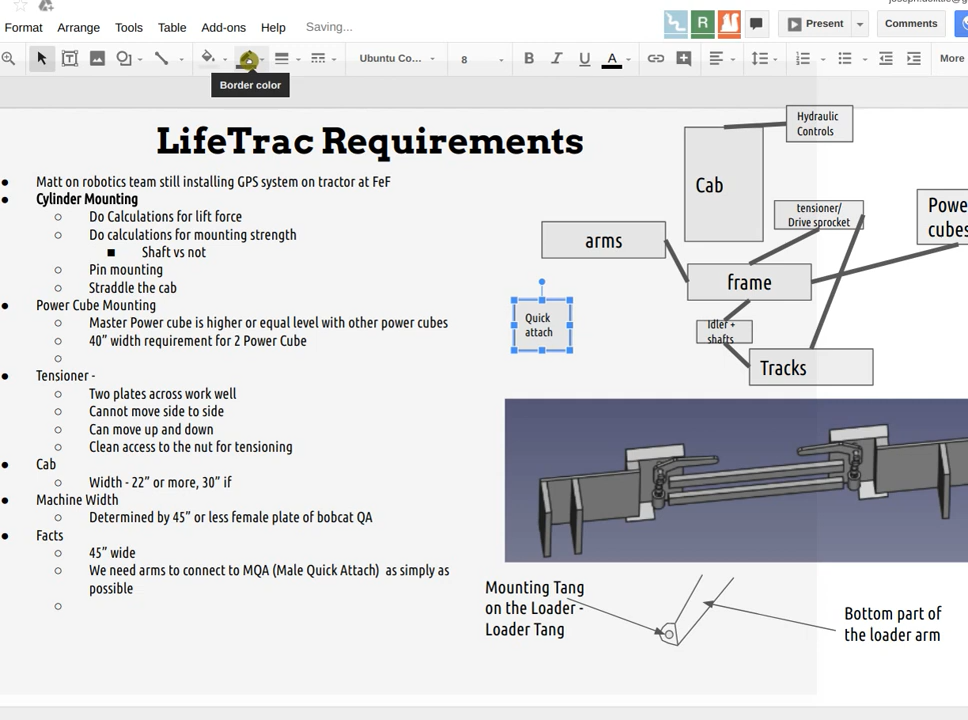 Format Arrange Tools Table Add-ons Help Saving...
R Present Comments
Ubuntu Co... 8 B I U A More
Border color
LifeTrac Requirements
● Matt on robotics team still installing GPS system on tractor at FeF
● Cylinder Mounting
○ Do Calculations for lift force
○ Do calculations for mounting strength
■ Shaft vs not
○ Pin mounting
○ Straddle the cab
● Power Cube Mounting
○ Master Power cube is higher or equal level with other power cubes
○ 40” width requirement for 2 Power Cube
○
● Tensioner -
○ Two plates across work well
○ Cannot move side to side
○ Can move up and down
○ Clean access to the nut for tensioning
● Cab
○ Width - 22” or more, 30” if
● Machine Width
○ Determined by 45” or less female plate of bobcat QA
● Facts
○ 45” wide
○ We need arms to connect to MQA (Male Quick Attach) as simply as
possible
○
Hydraulic
Controls
Cab
tensioner/
Drive sprocket
Powe
cubes
arms
frame
Quick
attach
Idler +
shafts
Tracks
Mounting Tang
on the Loader -
Loader Tang
Bottom part of
the loader arm